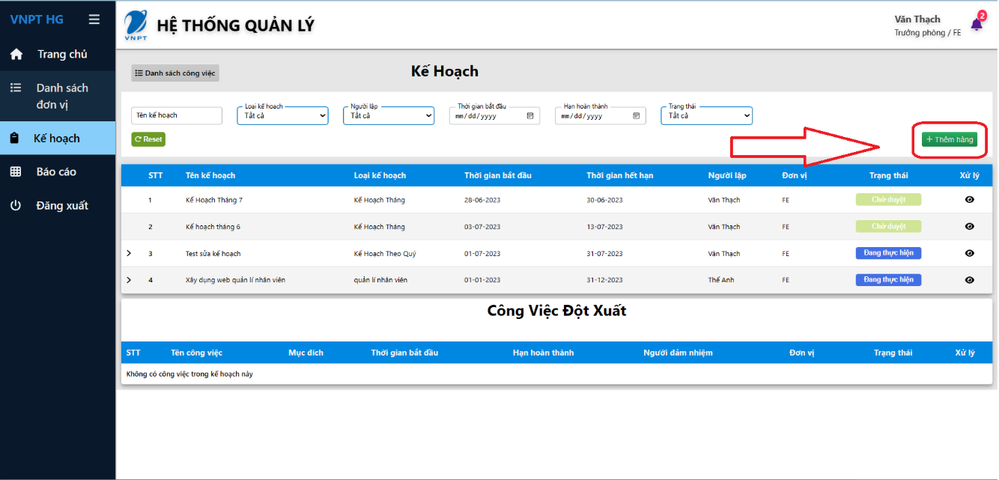 VNPT HG
VNPT
HỆ THỐNG QUẢN LÝ
Văn Thạch
Trưởng phòng / FE
2
Trang chủ
Danh sách
đơn vị
Kế hoạch
Báo cáo
Đăng xuất
Danh sách công việc
Kế Hoạch
Tên kế hoạch
Loại kế hoạch
Tất cả
Người lập
Tất cả
Thời gian bắt đầu
mm/dd/yyyy
Hạn hoàn thành
mm/dd/yyyy
Trạng thái
Tất cả
Reset
+ Thêm hàng
STT Tên kế hoạch Loại kế hoạch Thời gian bắt đầu Thời gian hết hạn Người lập Đơn vị Trạng thái Xử lý
1 Kế Hoạch Tháng 7 Kế Hoạch Tháng 28-06-2023 30-06-2023 Văn Thạch FE Chờ duyệt
2 Kế hoạch tháng 6 Kế Hoạch Tháng 03-07-2023 13-07-2023 Văn Thạch FE Chờ duyệt
3 Test sửa kế hoạch Kế Hoạch Theo Quý 01-07-2023 31-07-2023 Văn Thạch FE Đang thực hiện
4 Xây dụng web quản lí nhân viên quản lí nhân viên 01-01-2023 31-12-2023 Thế Anh FE Đang thực hiện
Công Việc Đột Xuất
STT Tên công việc Mục đích Thời gian bắt đầu Hạn hoàn thành Người đảm nhiệm Đơn vị Trạng thái Xử lý
Không có công việc trong kế hoạch này